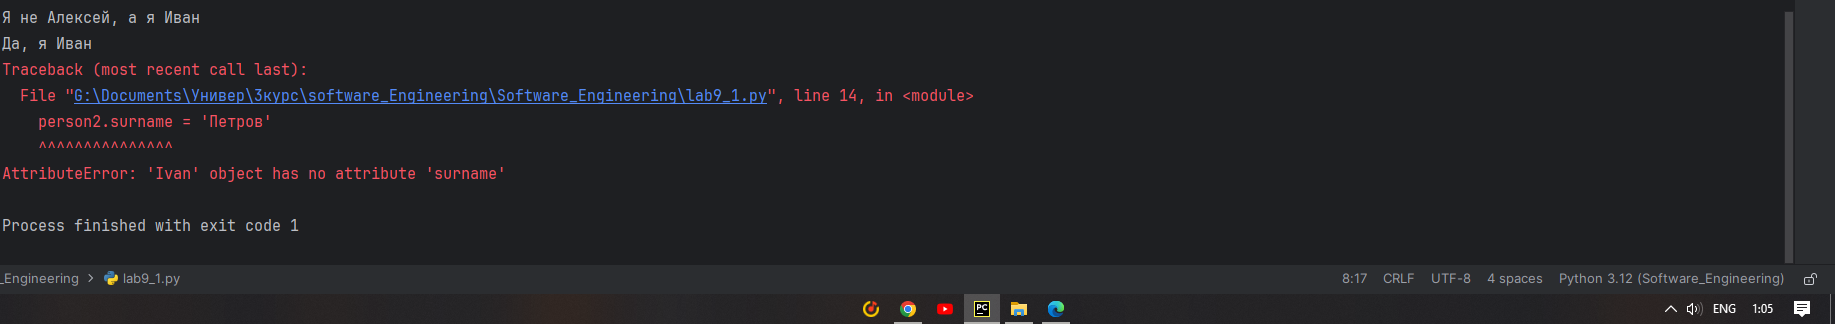 Я не Алексей, а я Иван
Да, я Иван
Traceback (most recent call last):
File "G:\Documents\Универ\3курс\software_Engineering\Software_Engineering\lab9_1.py", line 14, in <module>
person2.surname = 'Петров'
^^^^^^^^^^^^^^^
AttributeError: 'Ivan' object has no attribute 'surname'
Process finished with exit code 1
_Engineering > lab9_1.py 8:17 CRLF UTF-8 4 spaces Python 3.12 (Software_Engineering)
PC ENG 1:05